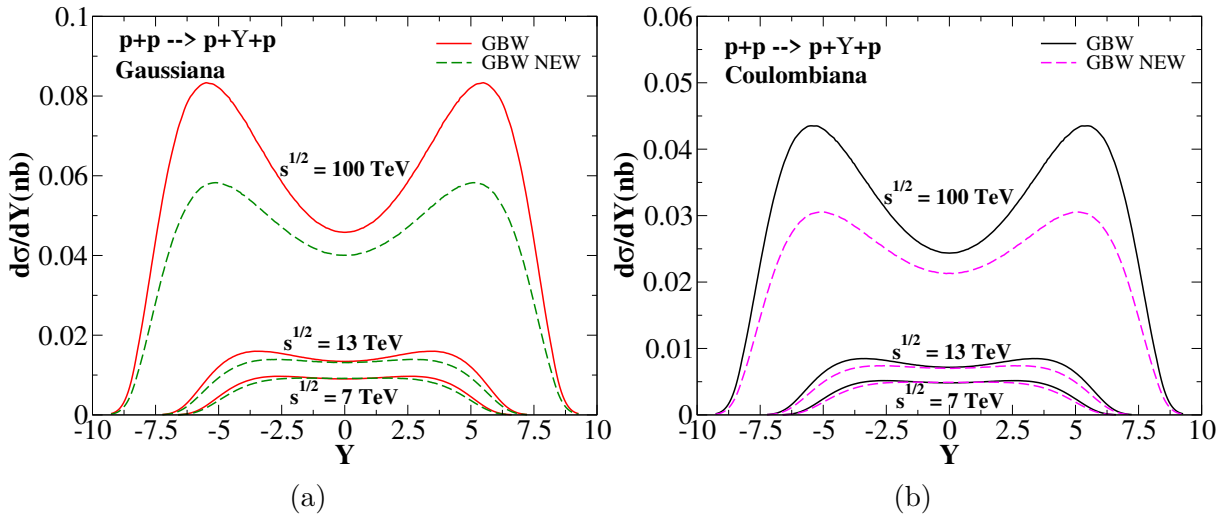 p+p --> p+Υ+p
Gaussiana
GBW
GBW NEW
s^{1/2} = 100 TeV
s^{1/2} = 13 TeV
s^{1/2} = 7 TeV
dσ/dY(nb)
0.1
0.08
0.06
0.04
0.02
0
-10 -7.5 -5 -2.5 0 2.5 5 7.5 10
Y
(a)
p+p --> p+Υ+p
Coulombiana
GBW
GBW NEW
s^{1/2} = 100 TeV
s^{1/2} = 13 TeV
s^{1/2} = 7 TeV
dσ/dY(nb)
0.06
0.05
0.04
0.03
0.02
0.01
0
-10 -7.5 -5 -2.5 0 2.5 5 7.5 10
Y
(b)